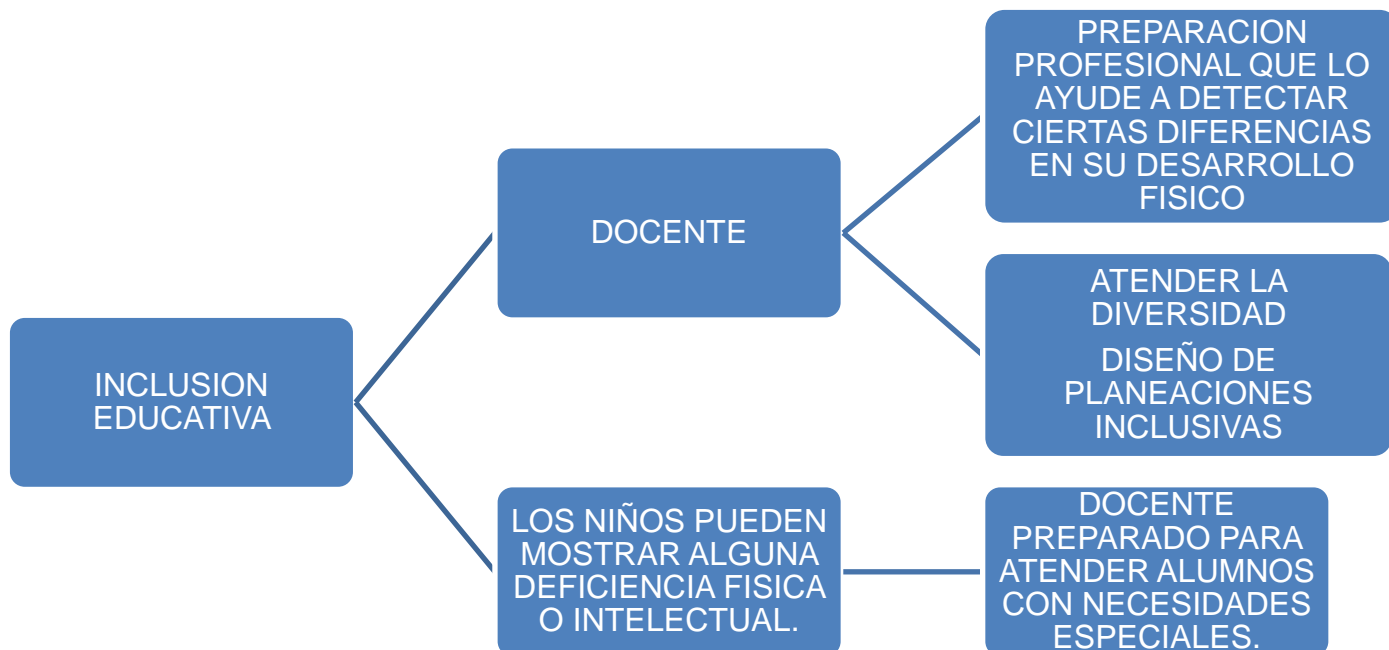 INCLUSION
EDUCATIVA
DOCENTE
PREPARACION
PROFESIONAL QUE LO
AYUDE A DETECTAR
CIERTAS DIFERENCIAS
EN SU DESARROLLO
FISICO
ATENDER LA
DIVERSIDAD
DISEÑO DE
PLANEACIONES
INCLUSIVAS
LOS NIÑOS PUEDEN
MOSTRAR ALGUNA
DEFICIENCIA FISICA
O INTELECTUAL.
DOCENTE
PREPARADO PARA
ATENDER ALUMNOS
CON NECESIDADES
ESPECIALES.